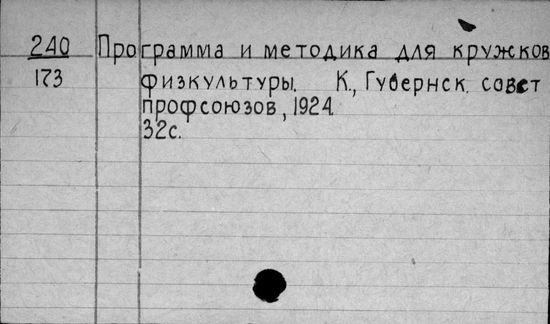 240 Программа и методика для кружков
173 физкультуры. К., Губернск. совет
профсоюзов, 1924.
32с.